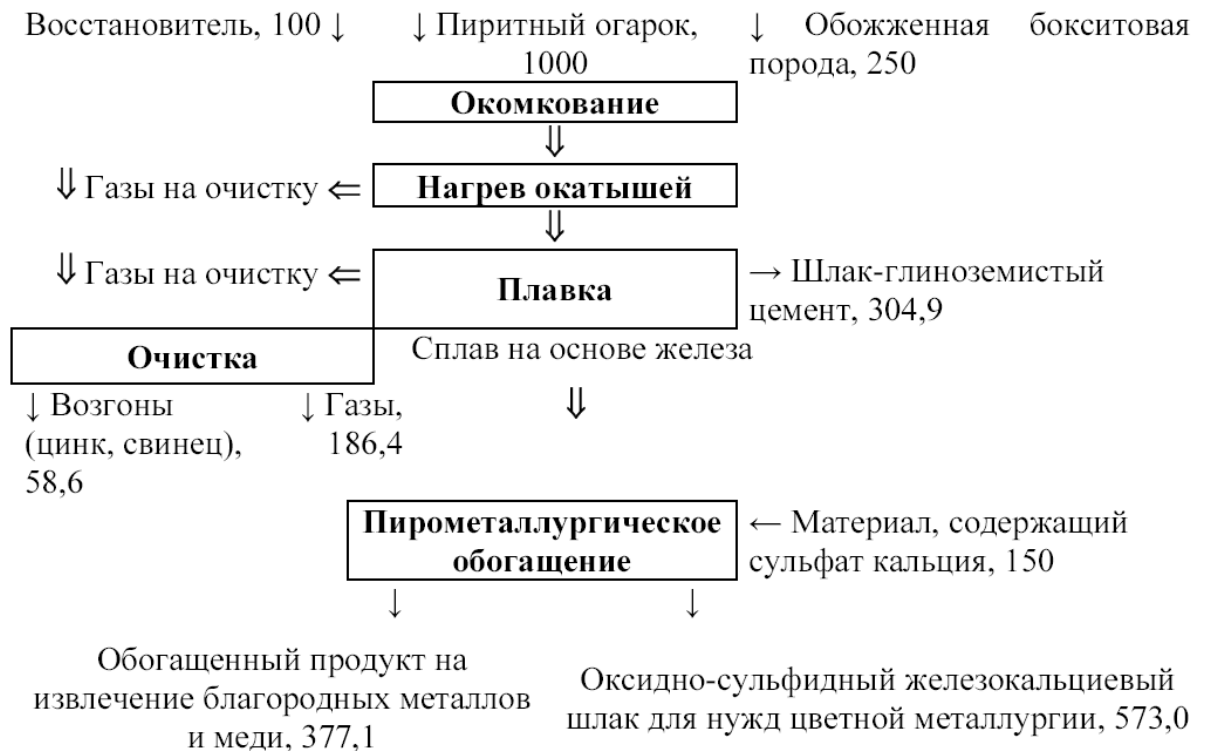 Восстановитель, 100 ↓ ↓ Пиритный огарок, 1000 ↓ Обожженная бокситовая порода, 250
Окомкование
⇓
⇓ Газы на очистку ⇐ Нагрев окатышей
⇓
⇓ Газы на очистку ⇐ Плавка → Шлак-глиноземистый
цемент, 304,9
Очистка Сплав на основе железа
↓ Возгоны
(цинк, свинец),
58,6
↓ Газы,
186,4
⇓
Пирометаллургическое
обогащение
← Материал, содержащий
сульфат кальция, 150
↓ ↓
Обогащенный продукт на
извлечение благородных металлов
и меди, 377,1
Оксидно-сульфидный железокальциевый
шлак для нужд цветной металлургии, 573,0